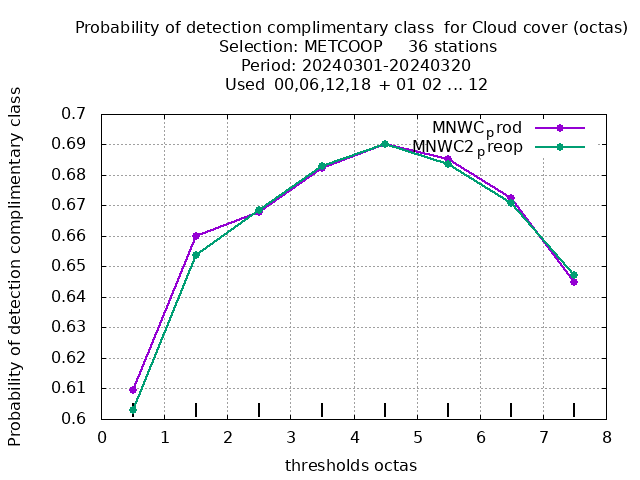 Probability of detection complimentary class for Cloud cover (octas)
Selection: METCOOP 36 stations
Period: 20240301-20240320
Used 00,06,12,18 + 01 02 ... 12
Probability of detection complimentary class
0.7
0.69
0.68
0.67
0.66
0.65
0.64
0.63
0.62
0.61
0.6
MNWCprod
MNWC2preop
0 1 2 3 4 5 6 7 8
thresholds octas